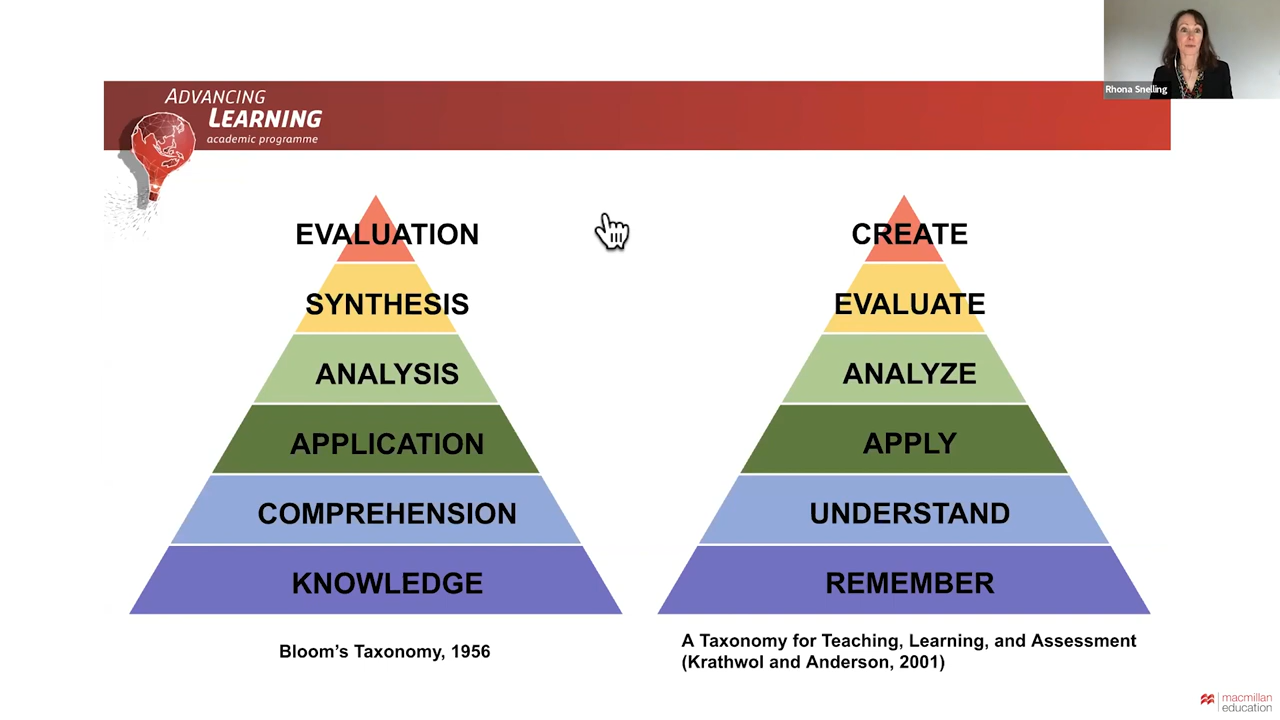 Rhona Snelling
ADVANCING
LEARNING
academic programme
EVALUATION
SYNTHESIS
ANALYSIS
APPLICATION
COMPREHENSION
KNOWLEDGE
Bloom's Taxonomy, 1956
CREATE
EVALUATE
ANALYZE
APPLY
UNDERSTAND
REMEMBER
A Taxonomy for Teaching, Learning, and Assessment
(Krathwol and Anderson, 2001)
macmillan
education